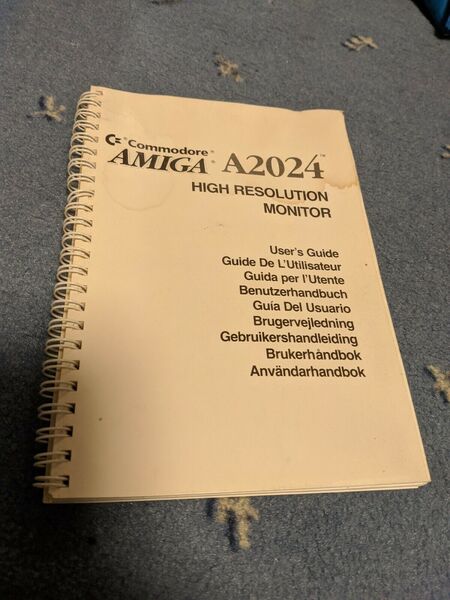 Commodore®
AMIGA® A2024™
HIGH RESOLUTION
MONITOR
User's Guide
Guide De L'Utilisateur
Guida per l'Utente
Benutzerhandbuch
Guía Del Usuario
Brugervejledning
Gebruikershandleiding
Brukerhåndbok
Användarhandbok